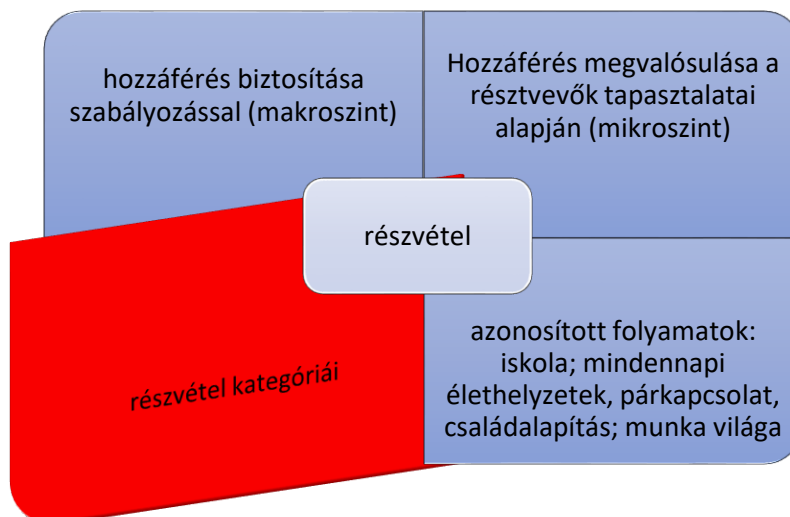 hozzáférés biztosítása
szabályozással (makroszint)
Hozzáférés megvalósulása a
résztvevők tapasztalatai
alapján (mikroszint)
részvétel
részvétel kategóriái
azonosított folyamatok:
iskola; mindennapi
élethelyzetek, párkapcsolat,
családalapítás; munka világa